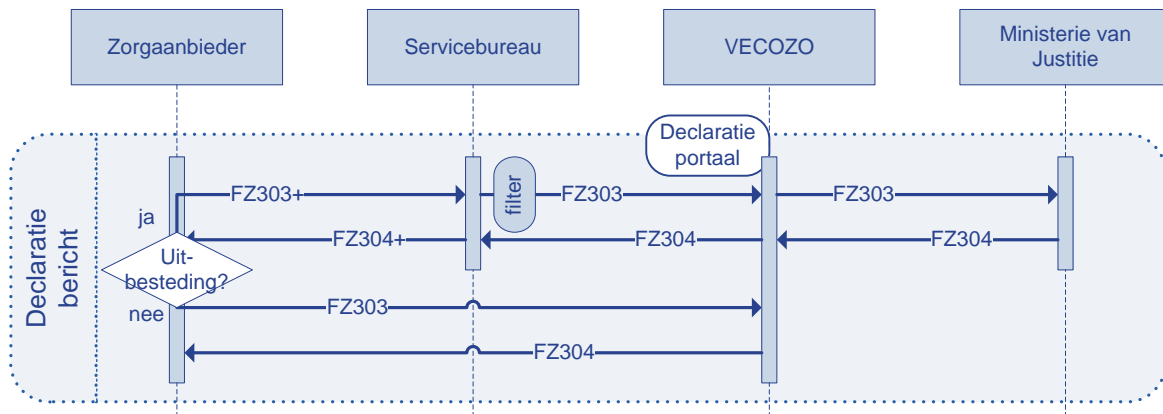 Zorgaanbieder
Servicebureau
VECOZO
Ministerie van
Justitie
Declaratie
portaal
Declaratie
bericht
FZ303+
filter
FZ303
FZ303
ja
FZ304+
FZ304
FZ304
Uit-
besteding?
nee
FZ303
FZ304